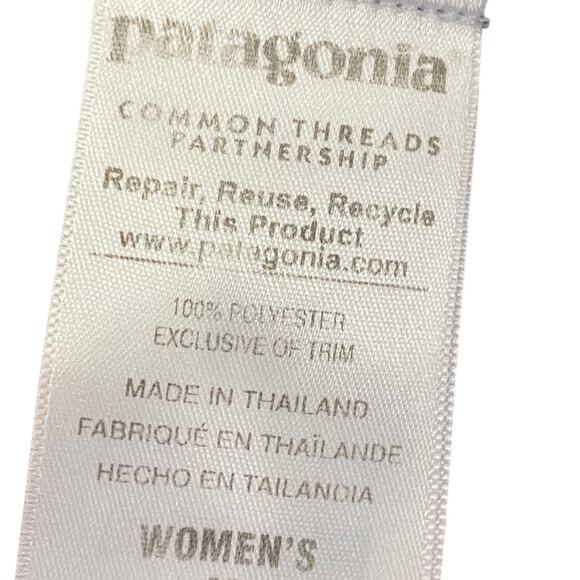 patagonia
COMMON THREADS
PARTNERSHIP
Repair, Reuse, Recycle
This Product
www.patagonia.com
100% POLYESTER
EXCLUSIVE OF TRIM
MADE IN THAILAND
FABRIQUÉ EN THAÏLANDE
HECHO EN TAILANDIA
WOMEN'S